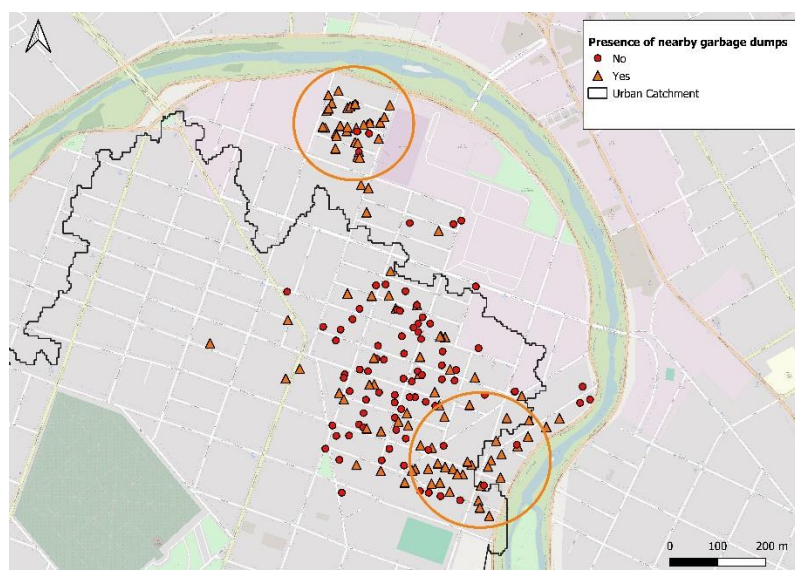 Presence of nearby garbage dumps
No
Yes
Urban Catchment
0 100 200 m